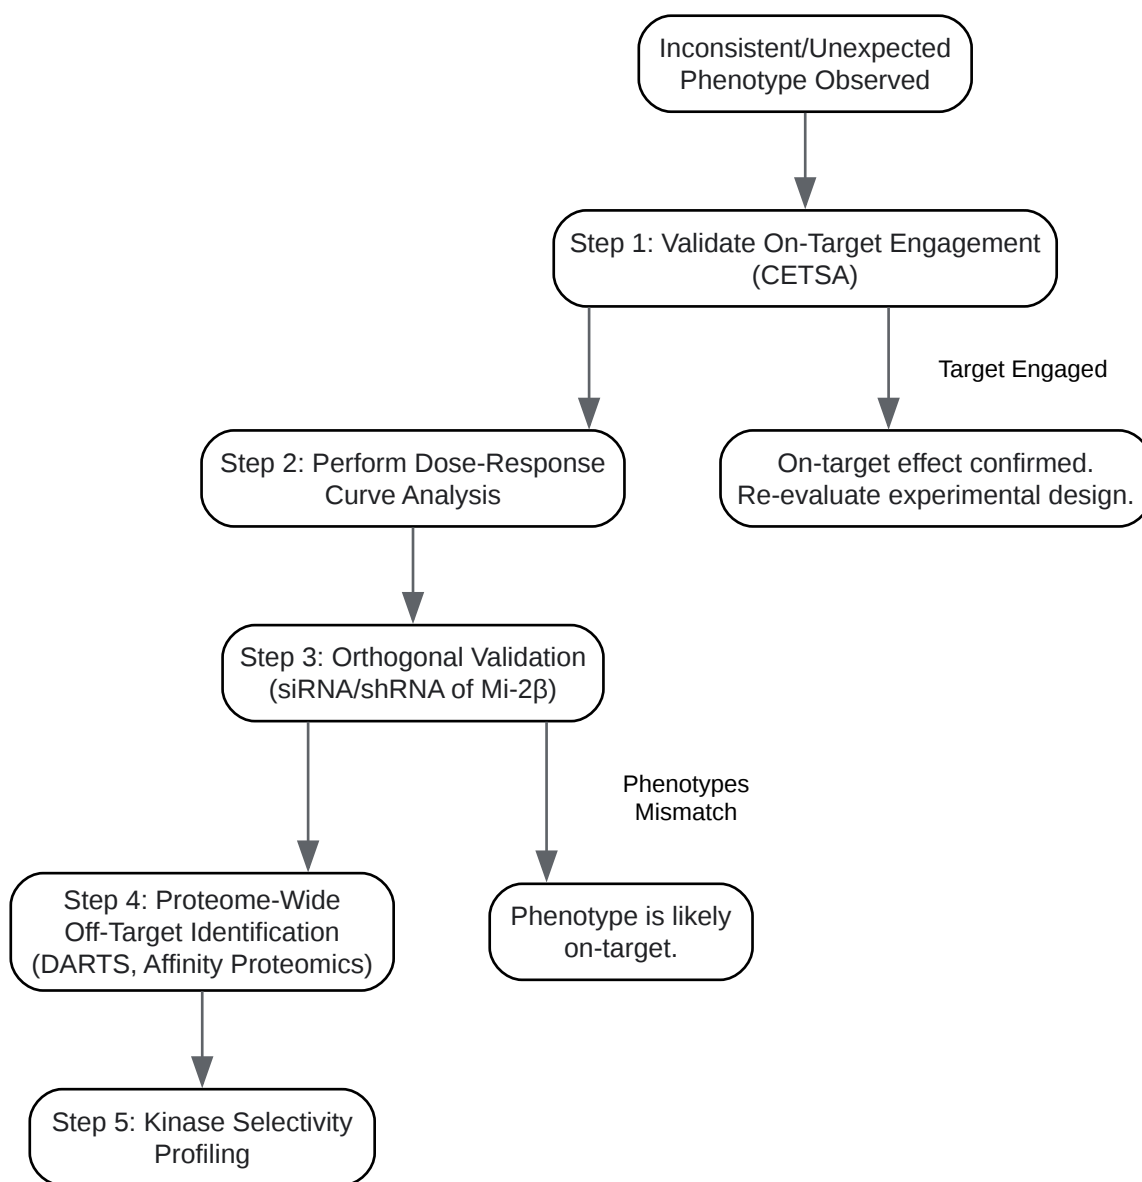 Inconsistent/Unexpected
Phenotype Observed
Step 1: Validate On-Target Engagement
(CETSA)
Target Engaged
Step 2: Perform Dose-Response
Curve Analysis
On-target effect confirmed.
Re-evaluate experimental design.
Step 3: Orthogonal Validation
(siRNA/shRNA of Mi-2β)
Phenotypes
Mismatch
Step 4: Proteome-Wide
Off-Target Identification
(DARTS, Affinity Proteomics)
Phenotype is likely
on-target.
Step 5: Kinase Selectivity
Profiling